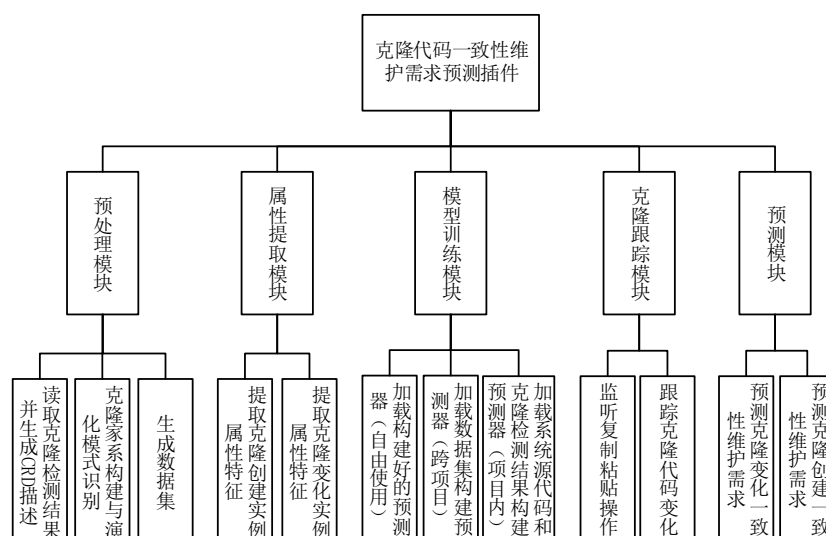 克隆代码一致性维
护需求预测插件
预处理模块
属性提取模块
模型训练模块
克隆跟踪模块
预测模块
读取克隆检测结果
并生成CRD描述
克隆家系构建与演
化模式识别
生成数据集
提取克隆创建实例
属性特征
提取克隆变化实例
属性特征
加载构建好的预测
器（自由使用）
加载数据集构建预
测器（跨项目）
加载系统源代码和
克隆检测结果构建
预测器（项目内）
监听复制粘贴操作
跟踪克隆代码变化
预测克隆变化一致
性维护需求
预测克隆创建一致
性维护需求